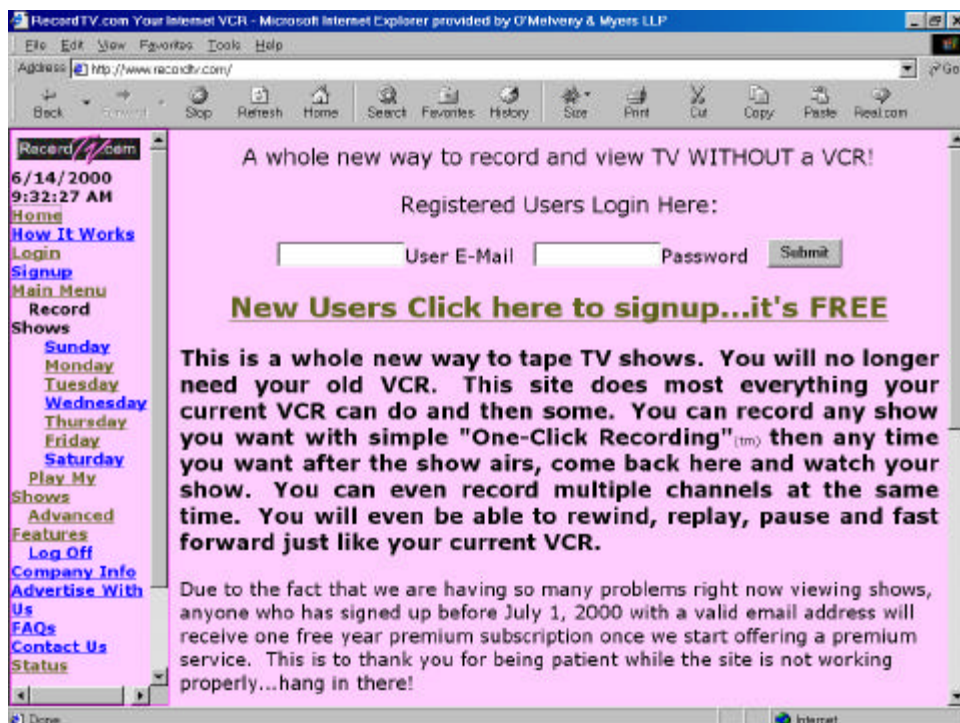 RecordTV.com Your Internet VCR - Microsoft Internet Explorer provided by O'Melveny & Myers LLP
File Edit View Favorites Tools Help
Address http://www.recordtv.com/ Go
Back Forward Stop Refresh Home Search Favorites History Size Print Cut Copy Paste Real.com
RecordTV.com
6/14/2000
9:32:27 AM
Home
How It Works
Login
Signup
Main Menu
Record
Shows
Sunday
Monday
Tuesday
Wednesday
Thursday
Friday
Saturday
Play My
Shows
Advanced
Features
Log Off
Company Info
Advertise With
Us
FAQs
Contact Us
Status
A whole new way to record and view TV WITHOUT a VCR!
Registered Users Login Here:
User E-Mail Password Submit
New Users Click here to signup...it's FREE
This is a whole new way to tape TV shows. You will no longer
need your old VCR. This site does most everything your
current VCR can do and then some. You can record any show
you want with simple "One-Click Recording"(tm) then any time
you want after the show airs, come back here and watch your
show. You can even record multiple channels at the same
time. You will even be able to rewind, replay, pause and fast
forward just like your current VCR.
Due to the fact that we are having so many problems right now viewing shows,
anyone who has signed up before July 1, 2000 with a valid email address will
receive one free year premium subscription once we start offering a premium
service. This is to thank you for being patient while the site is not working
properly...hang in there!
Done Internet